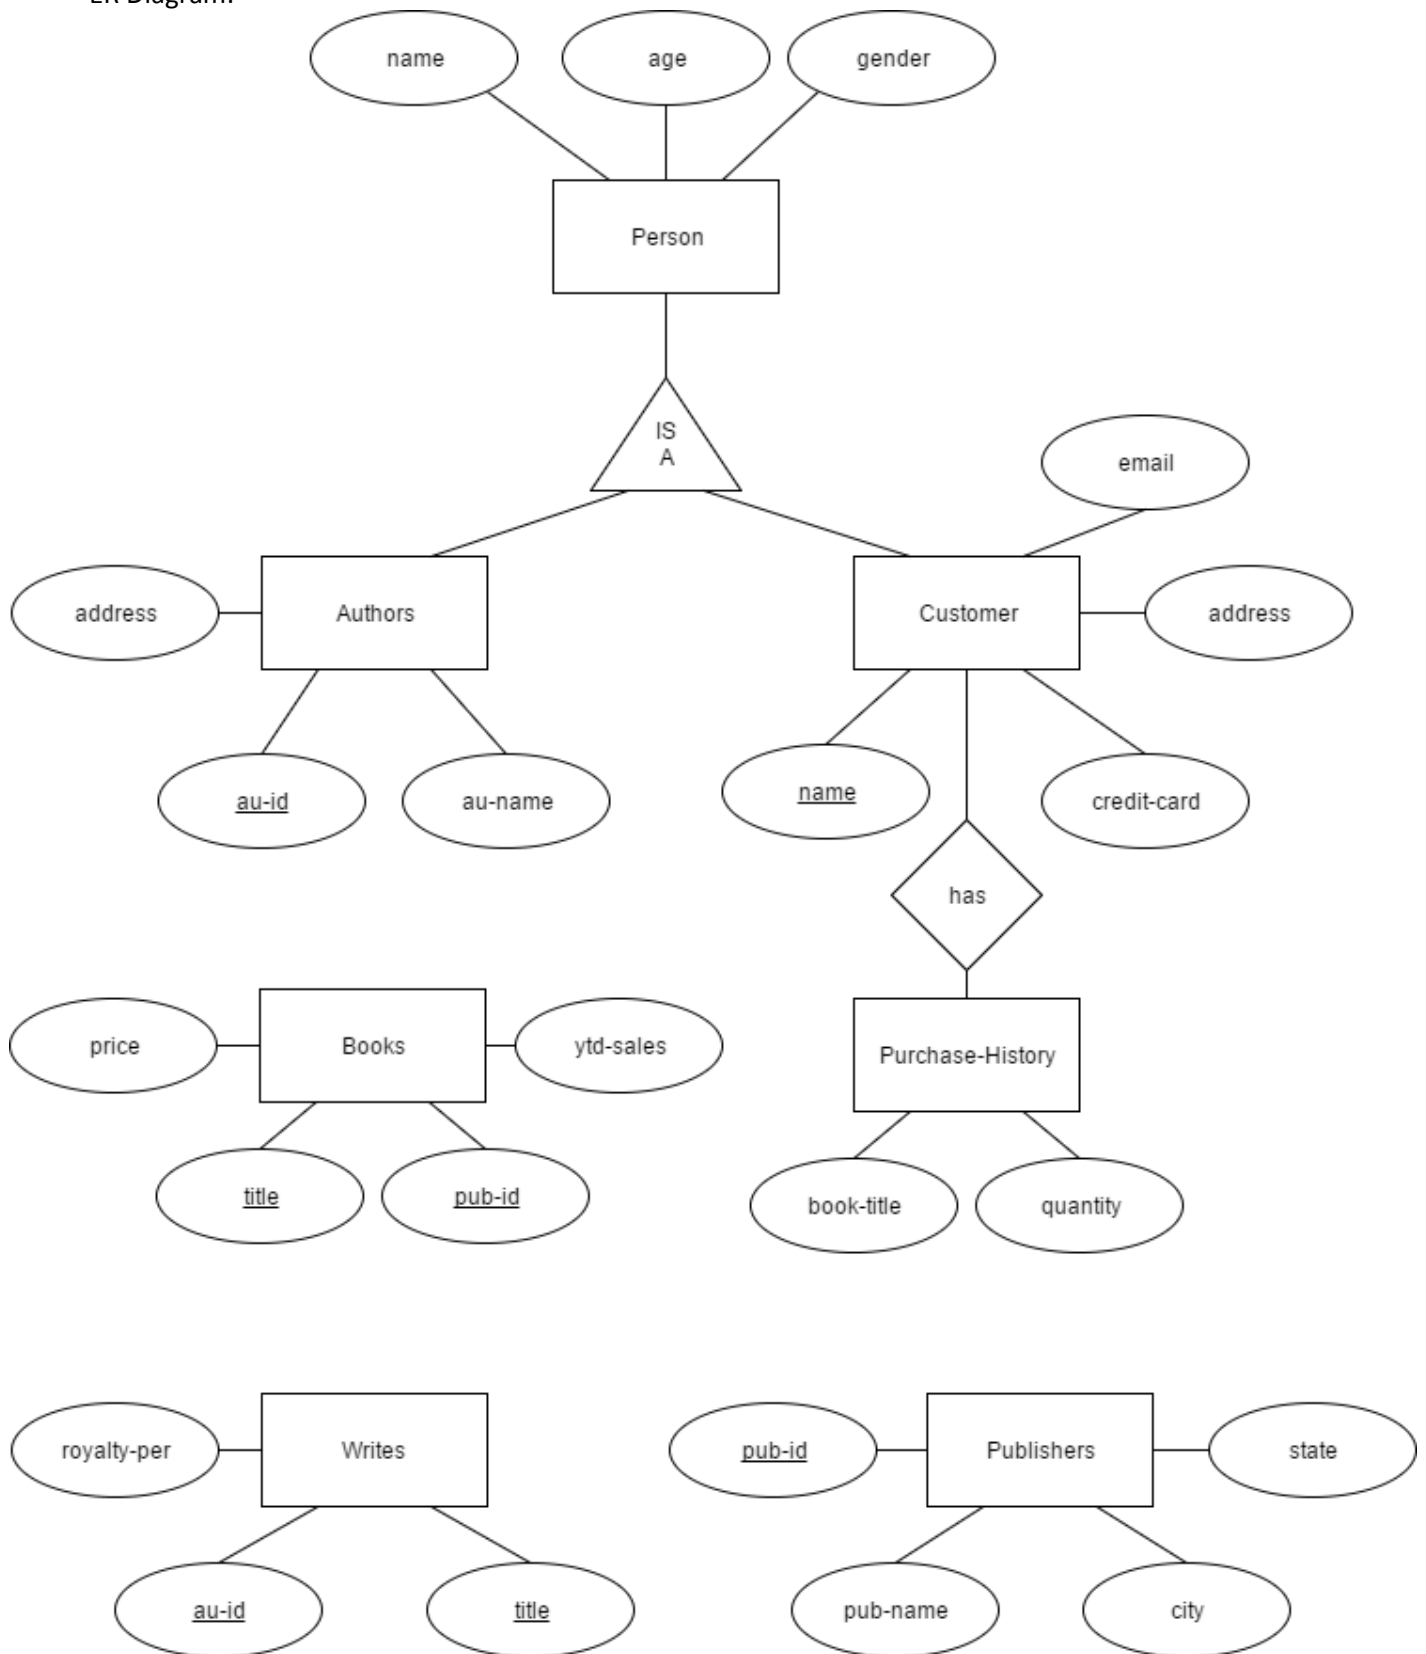 ER Diagram:
name
age
gender
Person
IS
A
email
address
Authors
Customer
address
au-id
au-name
name
credit-card
has
price
Books
ytd-sales
Purchase-History
title
pub-id
book-title
quantity
royalty-per
Writes
pub-id
Publishers
state
au-id
title
pub-name
city